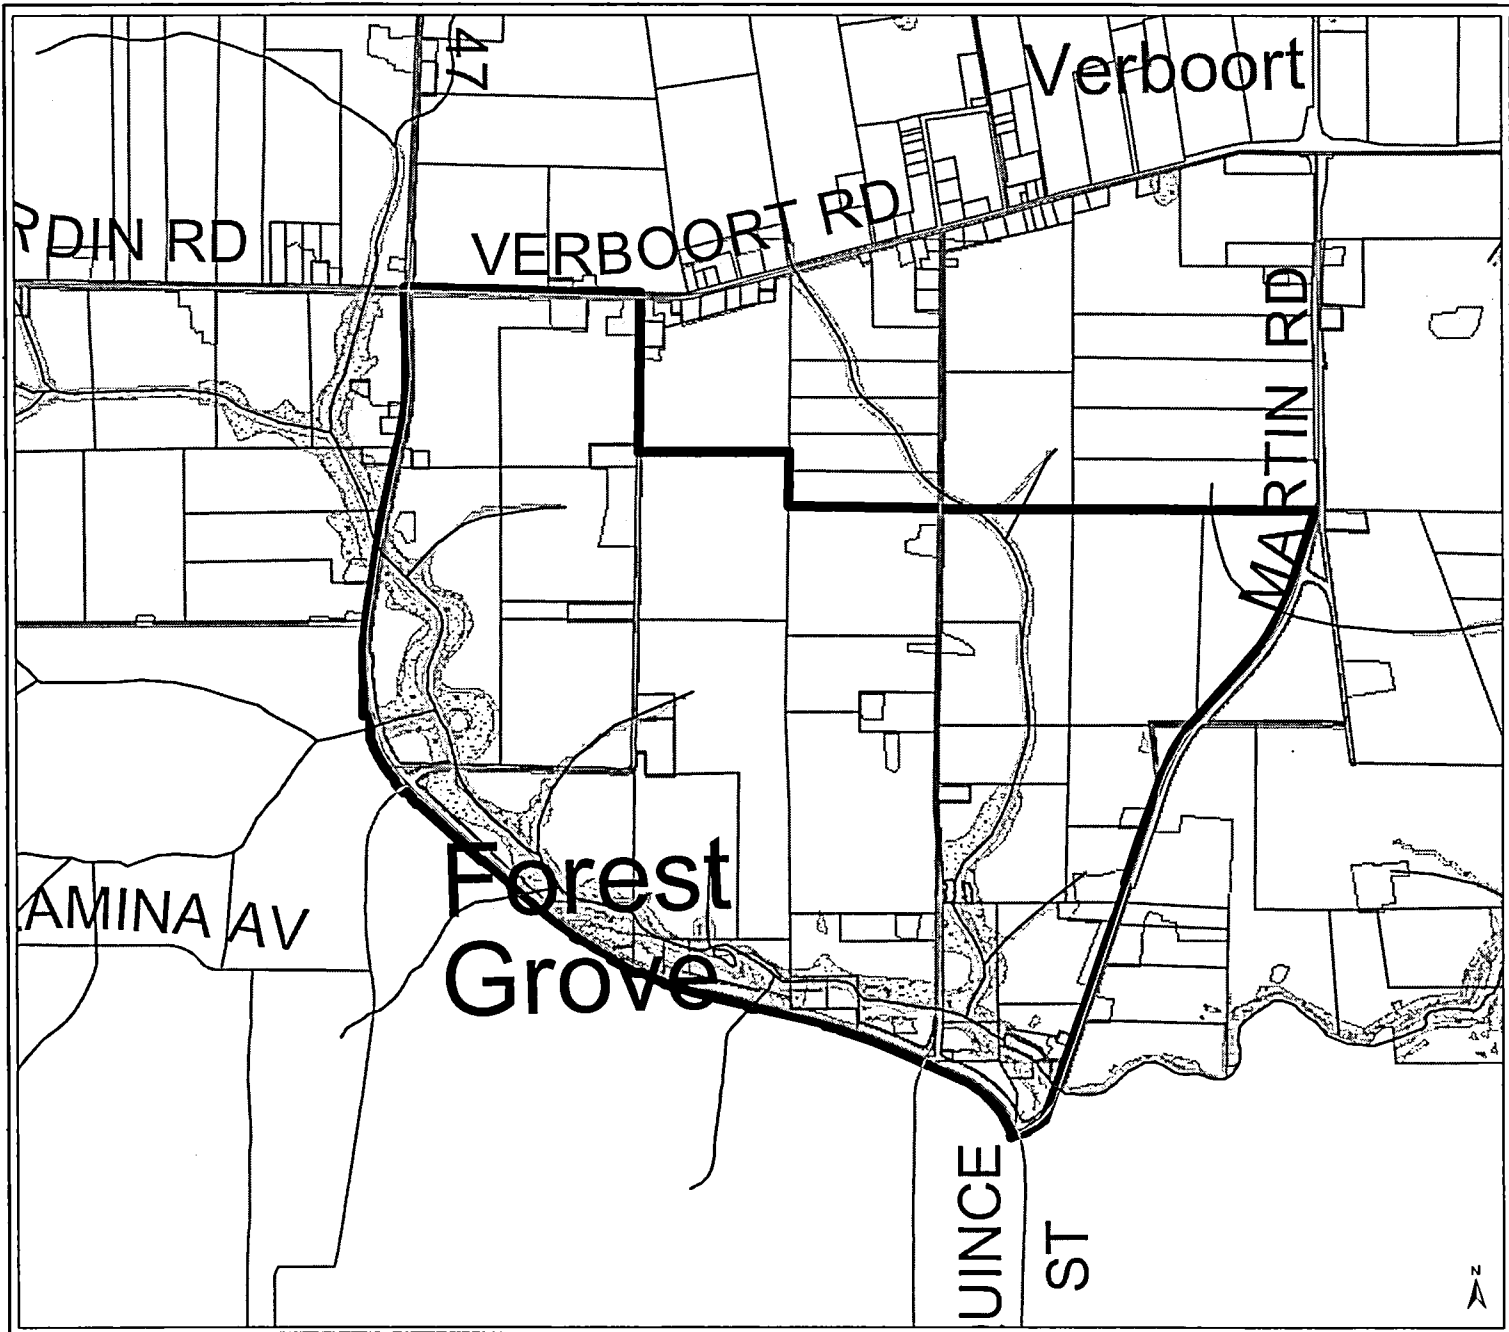 47
Verboort
RDIN RD
VERBOORT RD
MARTIN RD
Forest
Grove
AMINA AV
UINCE
ST
N